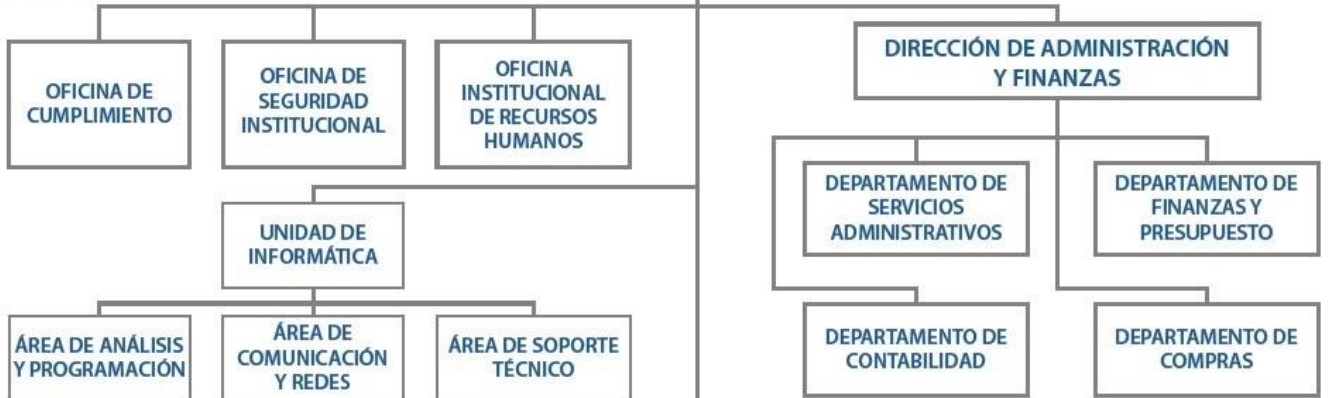 OFICINA DE
CUMPLIMIENTO
OFICINA DE
SEGURIDAD
INSTITUCIONAL
OFICINA
INSTITUCIONAL
DE RECURSOS
HUMANOS
DIRECCIÓN DE ADMINISTRACIÓN
Y FINANZAS
UNIDAD DE
INFORMÁTICA
ÁREA DE ANÁLISIS
Y PROGRAMACIÓN
ÁREA DE
COMUNICACIÓN
Y REDES
ÁREA DE SOPORTE
TÉCNICO
DEPARTAMENTO DE
SERVICIOS
ADMINISTRATIVOS
DEPARTAMENTO DE
FINANZAS Y
PRESUPUESTO
DEPARTAMENTO DE
CONTABILIDAD
DEPARTAMENTO DE
COMPRAS